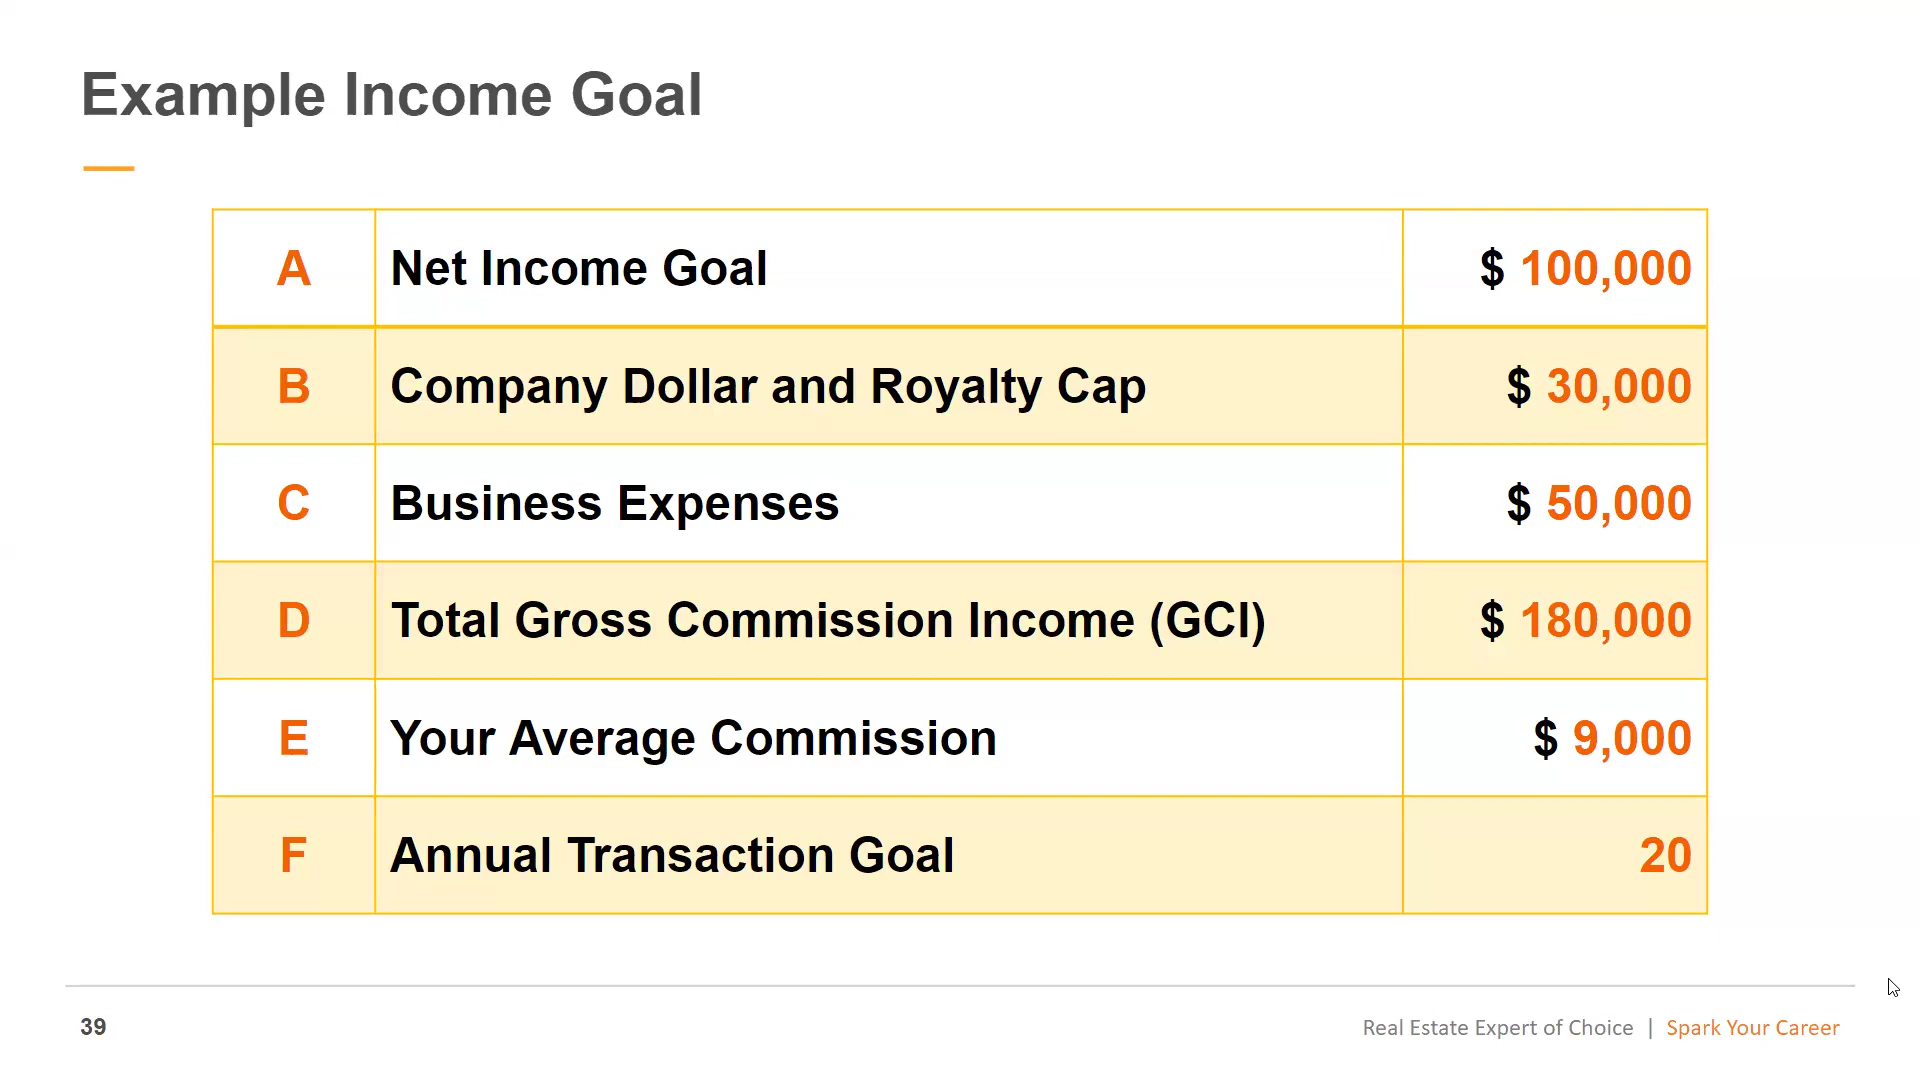 Example Income Goal
A Net Income Goal $ 100,000
B Company Dollar and Royalty Cap $ 30,000
C Business Expenses $ 50,000
D Total Gross Commission Income (GCI) $ 180,000
E Your Average Commission $ 9,000
F Annual Transaction Goal 20
39 Real Estate Expert of Choice | Spark Your Career